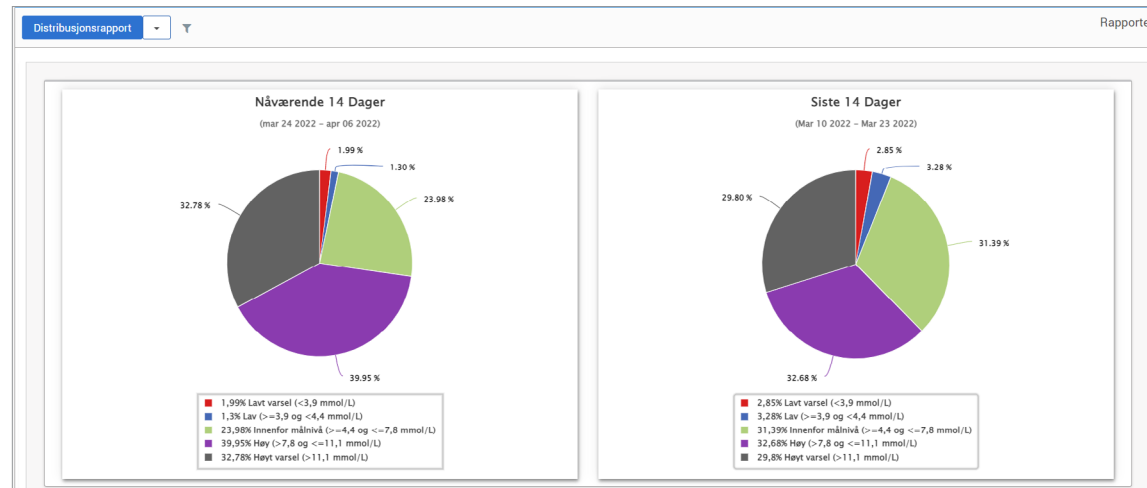 Distribusjonsrapport
Rapporte
Nåværende 14 Dager
(mar 24 2022 – apr 06 2022)
1.99 %
1.30 %
23.98 %
32.78 %
39.95 %
1,99% Lavt varsel (<3,9 mmol/L)
1,3% Lav (>=3,9 og <4,4 mmol/L)
23,98% Innenfor målnivå (>=4,4 og <=7,8 mmol/L)
39,95% Høy (>7,8 og <=11,1 mmol/L)
32,78% Høyt varsel (>11,1 mmol/L)
Siste 14 Dager
(Mar 10 2022 – Mar 23 2022)
2.85 %
3.28 %
29.80 %
31.39 %
32.68 %
2,85% Lavt varsel (<3,9 mmol/L)
3,28% Lav (>=3,9 og <4,4 mmol/L)
31,39% Innenfor målnivå (>=4,4 og <=7,8 mmol/L)
32,68% Høy (>7,8 og <=11,1 mmol/L)
29,8% Høyt varsel (>11,1 mmol/L)